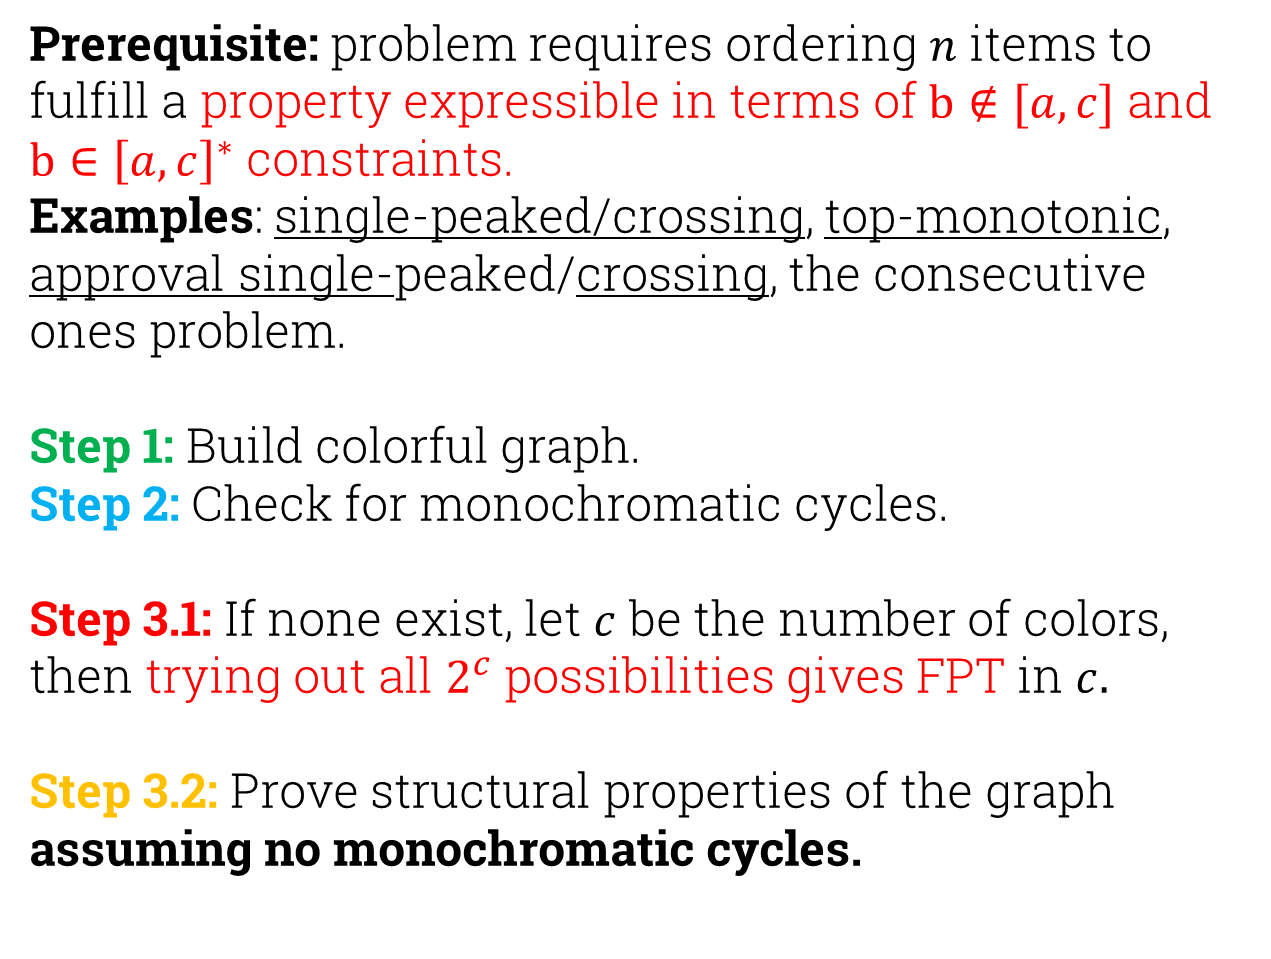 Prerequisite: problem requires ordering n items to
fulfill a property expressible in terms of b ∉ [a, c] and
b ∈ [a, c]* constraints.
Examples: single-peaked/crossing, top-monotonic,
approval single-peaked/crossing, the consecutive
ones problem.
Step 1: Build colorful graph.
Step 2: Check for monochromatic cycles.
Step 3.1: If none exist, let c be the number of colors,
then trying out all 2^c possibilities gives FPT in c.
Step 3.2: Prove structural properties of the graph
assuming no monochromatic cycles.